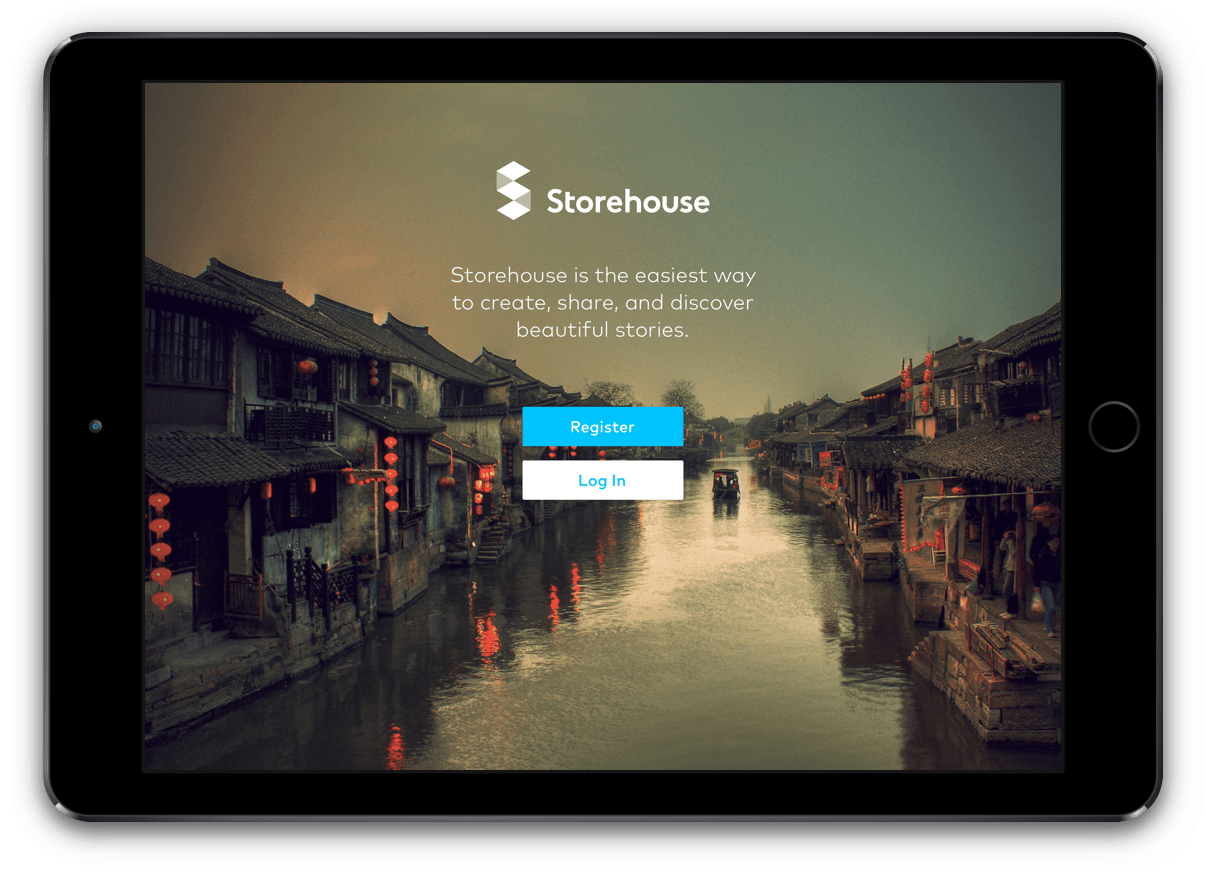 Storehouse
Storehouse is the easiest way
to create, share, and discover
beautiful stories.
Register
Log In